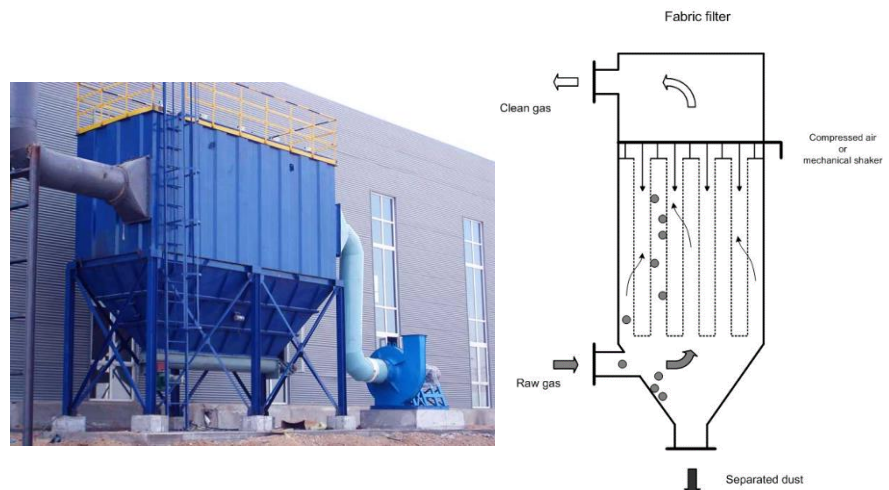 Fabric filter
Clean gas
Compressed air
or
mechanical shaker
Raw gas
Separated dust